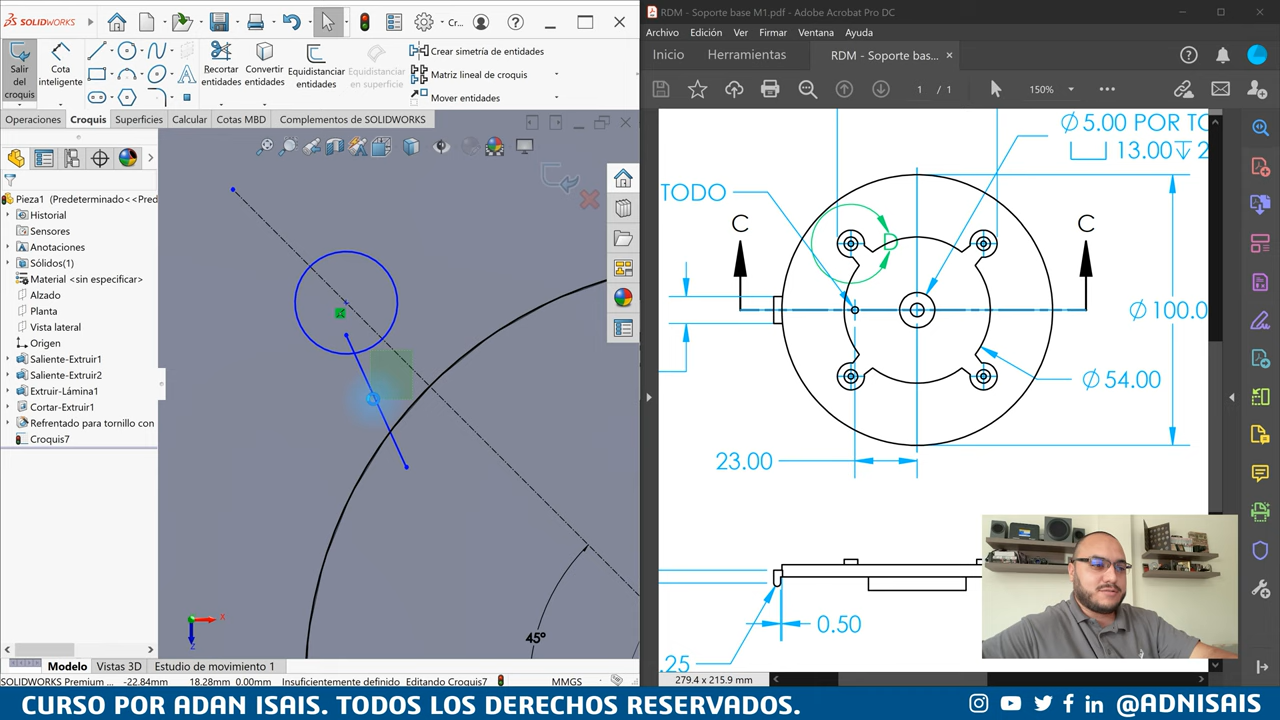 SOLIDWORKS
Cr...
RDM - Soporte base M1.pdf - Adobe Acrobat Pro DC
Archivo Edición Ver Firmar Ventana Ayuda
Inicio Herramientas RDM - Soporte bas...
1 / 1 150%
Salir del croquis
Cota inteligente
Recortar entidades
Convertir entidades
Equidistanciar entidades
Equidistanciar en superficie
Crear simetría de entidades
Matriz lineal de croquis
Mover entidades
Operaciones Croquis Superficies Calcular Cotas MBD Complementos de SOLIDWORKS
Pieza1 (Predeterminado<<Pred
Historial
Sensores
Anotaciones
Sólidos(1)
Material <sin especificar>
Alzado
Planta
Vista lateral
Origen
Saliente-Extruir1
Saliente-Extruir2
Extruir-Lámina1
Cortar-Extruir1
Refrentado para tornillo con
Croquis7
45°
X
Z
Ø 5.00 POR TO
13.00 2
TODO
C
C
D
Ø 100.0
Ø 54.00
23.00
0.50
.25
Modelo Vistas 3D Estudio de movimiento 1
SOLIDWORKS Premium ... -22.84mm 18.28mm 0.00mm Insuficientemente definido Editando Croquis7 MMGS
279.4 x 215.9 mm
CURSO POR ADAN ISAIS. TODOS LOS DERECHOS RESERVADOS.
@ADNISAIS